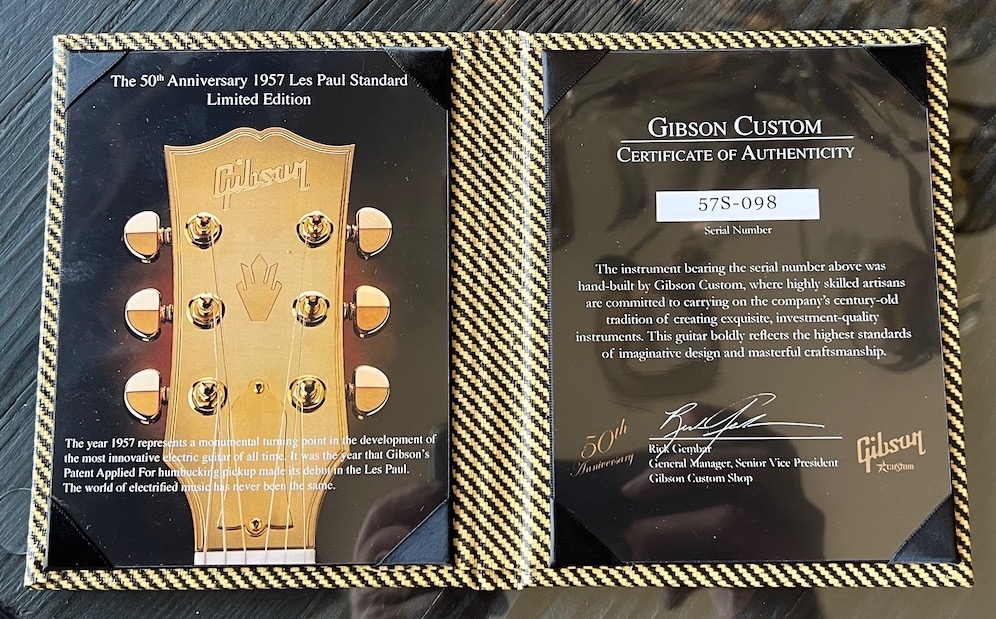 The 50th Anniversary 1957 Les Paul Standard
Limited Edition
Gibson
The year 1957 represents a monumental turning point in the development of
the most innovative electric guitar of all time. It was the year that Gibson's
Patent Applied For humbucking pickup made its debut in the Les Paul.
The world of electrified music has never been the same.
GIBSON CUSTOM
CERTIFICATE OF AUTHENTICITY
57S-098
Serial Number
The instrument bearing the serial number above was
hand-built by Gibson Custom, where highly skilled artisans
are committed to carrying on the company's century-old
tradition of creating exquisite, investment-quality
instruments. This guitar boldly reflects the highest standards
of imaginative design and masterful craftsmanship.
50th
Anniversary
Rick Gembar
General Manager, Senior Vice President
Gibson Custom Shop
Gibson
Custom